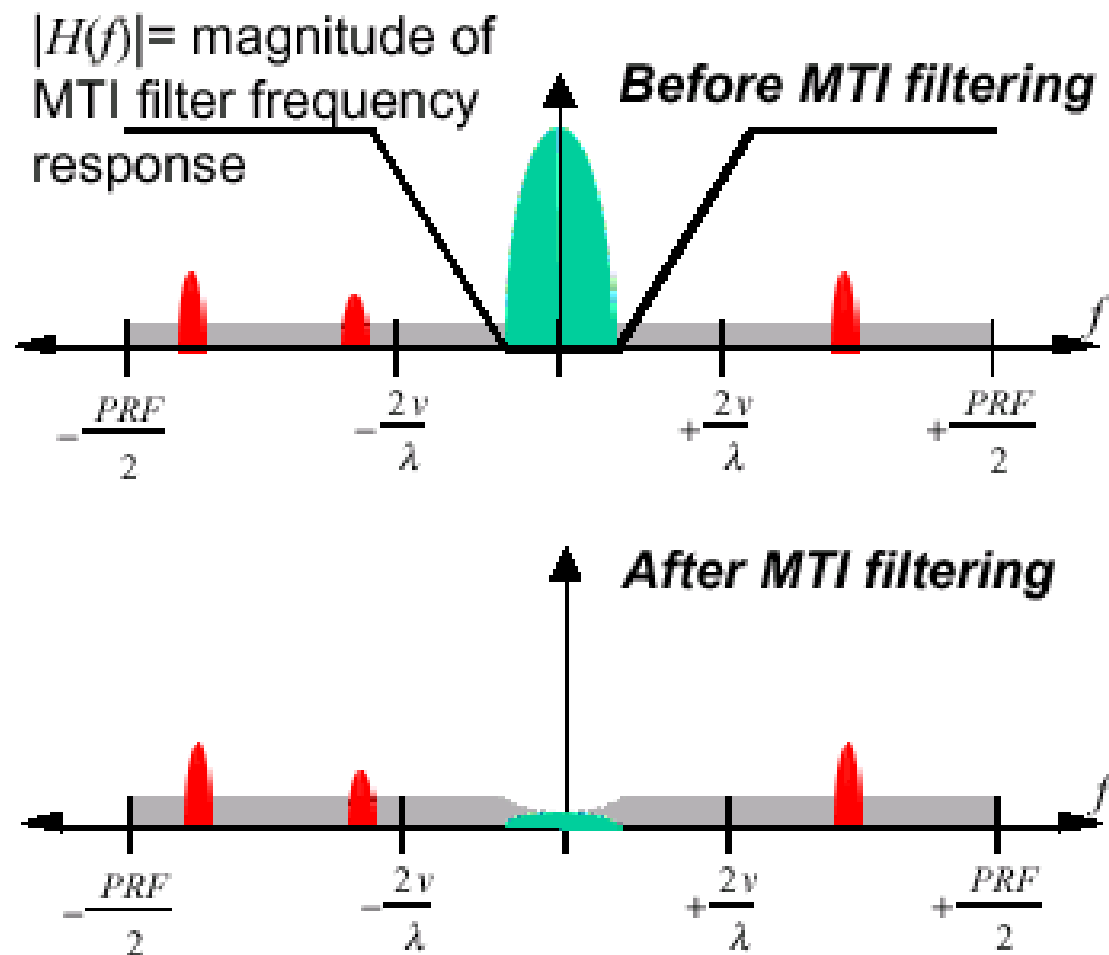 |H(f)|= magnitude of
MTI filter frequency
response
Before MTI filtering
f
−PRF/2
−2v/λ
+2v/λ
+PRF/2
After MTI filtering
f
−PRF/2
−2v/λ
+2v/λ
+PRF/2